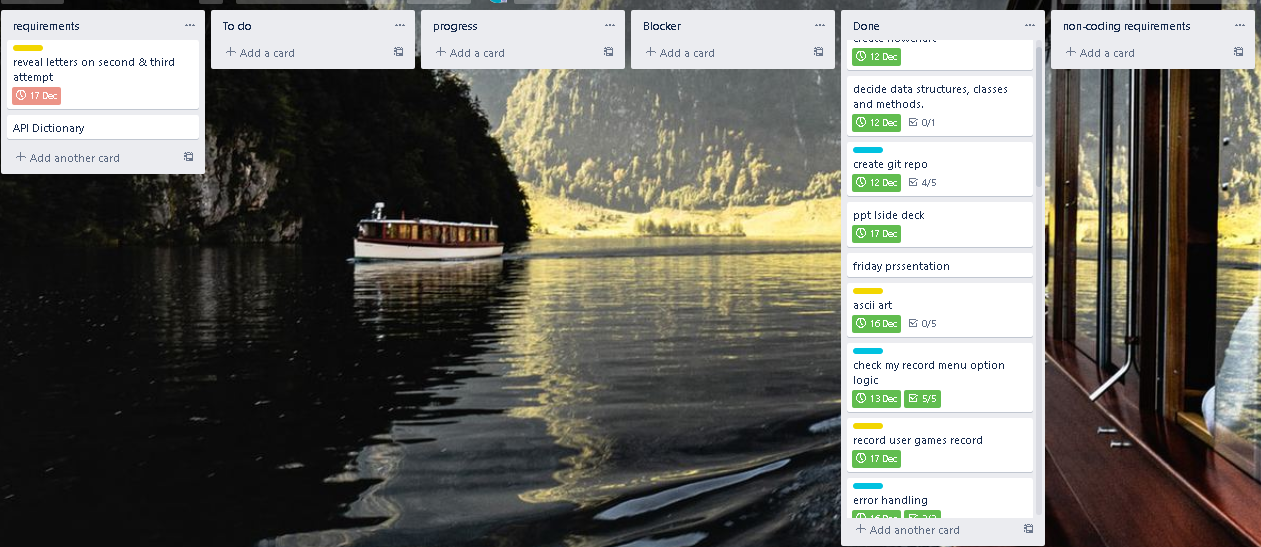 requirements
reveal letters on second & third
attempt
17 Dec
API Dictionary
Add another card
To do
Add a card
progress
Add a card
Blocker
Add a card
Done
create flowchart
12 Dec
decide data structures, classes
and methods.
12 Dec 0/1
create git repo
12 Dec 4/5
ppt lside deck
17 Dec
friday prssentation
ascii art
16 Dec 0/5
check my record menu option
logic
13 Dec 5/5
record user games record
17 Dec
error handling
16 Dec
Add another card
non-coding requirements
Add a card